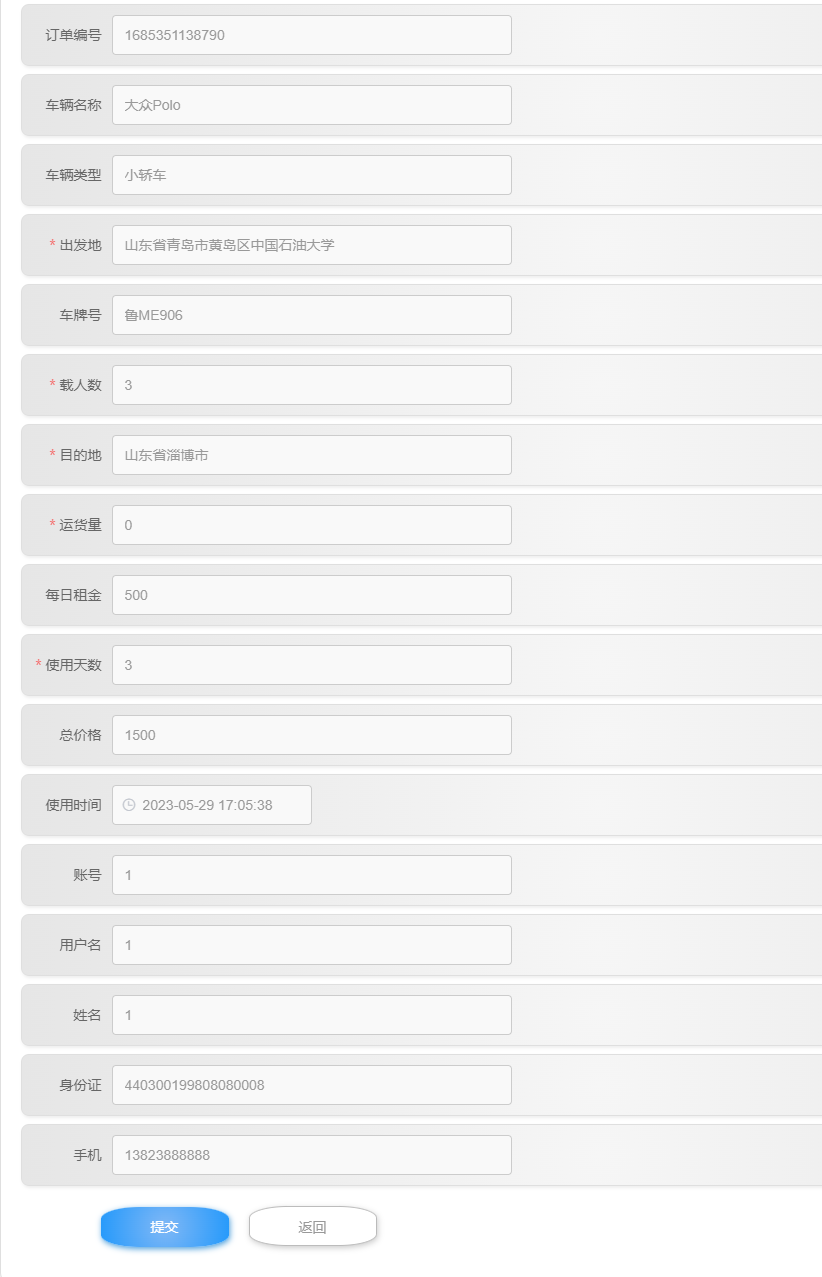 订单编号 1685351138790
车辆名称 大众Polo
车辆类型 小轿车
* 出发地 山东省青岛市黄岛区中国石油大学
车牌号 鲁ME906
* 载人数 3
* 目的地 山东省淄博市
* 运货量 0
每日租金 500
* 使用天数 3
总价格 1500
使用时间 2023-05-29 17:05:38
账号 1
用户名 1
姓名 1
身份证 440300199808080008
手机 13823888888
提交 返回